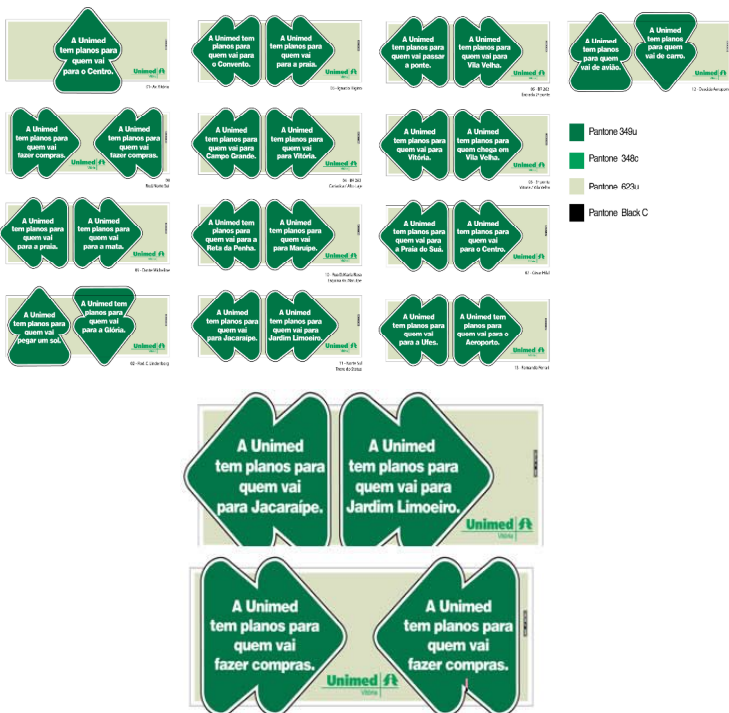 A Unimed
tem planos para
quem vai
para o Centro.
Unimed
A Unimed tem
planos para
quem vai para
o Convento.
A Unimed tem
planos para
quem vai
para a praia.
Unimed
A Unimed tem
planos para
quem vai passar
a ponte.
A Unimed
tem planos para
quem vai para
Vila Velha.
Unimed
A Unimed
tem planos
para quem
vai de avião.
A Unimed
tem planos
para quem
vai de carro.
Unimed
A Unimed
tem planos para
quem vai
fazer compras.
A Unimed
tem planos para
quem vai
fazer compras.
Unimed
A Unimed
tem planos para
quem vai para
Campo Grande.
A Unimed
tem planos para
quem vai
para Vitória.
Unimed
A Unimed
tem planos para
quem vai para
Vitória.
A Unimed
tem planos para
quem chega em
Vila Velha.
Unimed
Pantone 349u
Pantone 348c
Pantone 623u
Pantone Black C
A Unimed
tem planos para
quem vai
para a praia.
A Unimed
tem planos para
quem vai
para a mata.
Unimed
A Unimed tem
planos para
quem vai para a
Reta da Penha.
A Unimed tem
planos para
quem vai para
Maruípe.
Unimed
A Unimed tem
planos para
quem vai para
a Praia do Suá.
A Unimed
tem planos para
quem vai
para o Centro.
Unimed
A Unimed
tem planos para
quem vai
pegar um sol.
A Unimed tem
planos para
quem vai
para a Glória.
Unimed
A Unimed
tem planos para
quem vai
para Jacaraípe.
A Unimed
tem planos para
quem vai para
Jardim Limoeiro.
Unimed
A Unimed
tem planos para
quem vai
para a Ufes.
A Unimed tem
planos para
quem vai para o
Aeroporto.
Unimed
A Unimed
tem planos para
quem vai
para Jacaraípe.
A Unimed
tem planos para
quem vai para
Jardim Limoeiro.
Unimed
Vitória
A Unimed
tem planos para
quem vai
fazer compras.
A Unimed
tem planos para
quem vai
fazer compras.
Unimed
Vitória